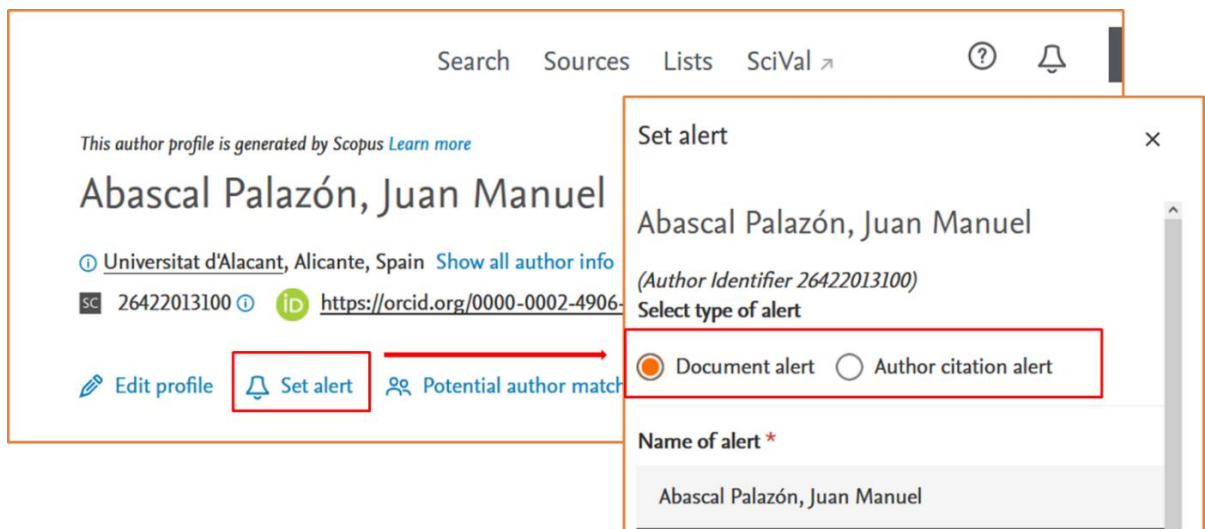 Search Sources Lists SciVal ↗
This author profile is generated by Scopus Learn more
Abascal Palazón, Juan Manuel
Universitat d'Alacant, Alicante, Spain Show all author info
SC 26422013100 iD https://orcid.org/0000-0002-4906-
Edit profile Set alert Potential author match
Set alert
Abascal Palazón, Juan Manuel
(Author Identifier 26422013100)
Select type of alert
Document alert Author citation alert
Name of alert *
Abascal Palazón, Juan Manuel